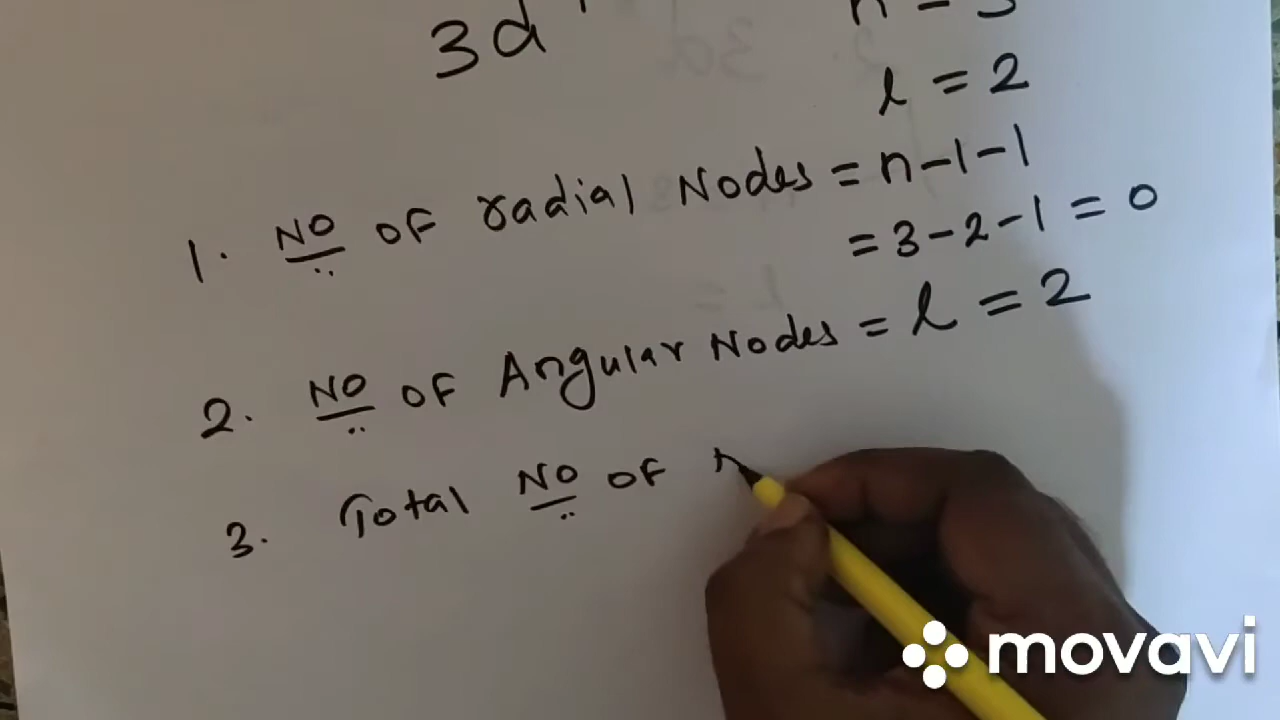 3d
n = 3
l = 2
1. NO of radial Nodes = n-l-1
= 3-2-1 = 0
2. NO of Angular Nodes = l = 2
3. Total NO of N
movavi